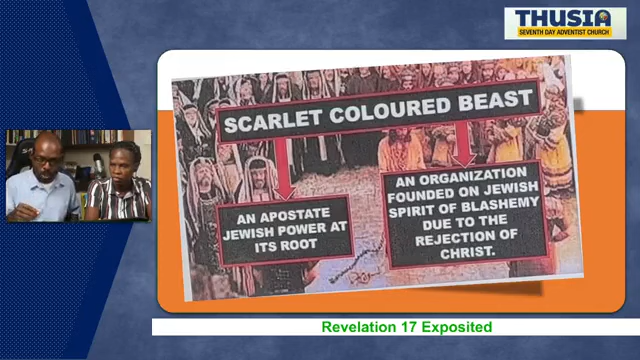 THUSIA
SEVENTH DAY ADVENTIST CHURCH
SCARLET COLOURED BEAST
AN APOSTATE
JEWISH POWER AT
ITS ROOT
AN ORGANIZATION
FOUNDED ON JEWISH
SPIRIT OF BLASHEMY
DUE TO THE
REJECTION OF
CHRIST.
Revelation 17 Exposited